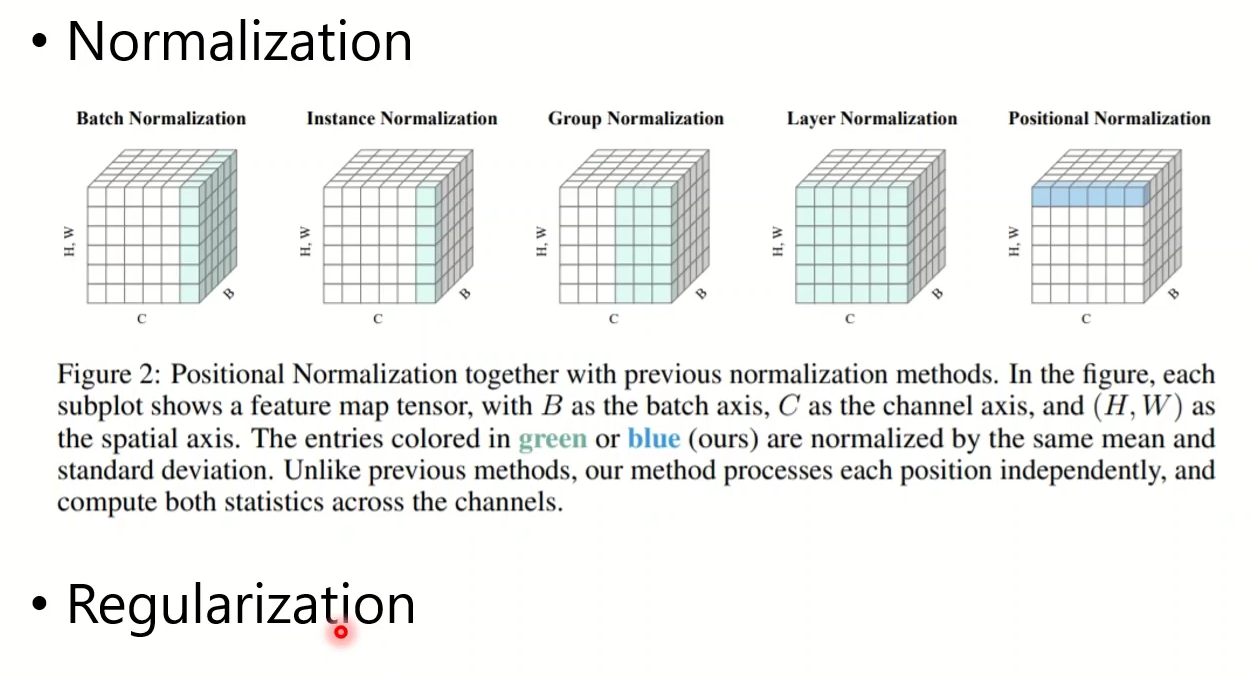 • Normalization
Batch Normalization
Instance Normalization
Group Normalization
Layer Normalization
Positional Normalization
H, W
C
B
H, W
C
B
H, W
C
B
H, W
C
B
H, W
C
B
Figure 2: Positional Normalization together with previous normalization methods. In the figure, each
subplot shows a feature map tensor, with B as the batch axis, C as the channel axis, and (H, W) as
the spatial axis. The entries colored in green or blue (ours) are normalized by the same mean and
standard deviation. Unlike previous methods, our method processes each position independently, and
compute both statistics across the channels.
• Regularization